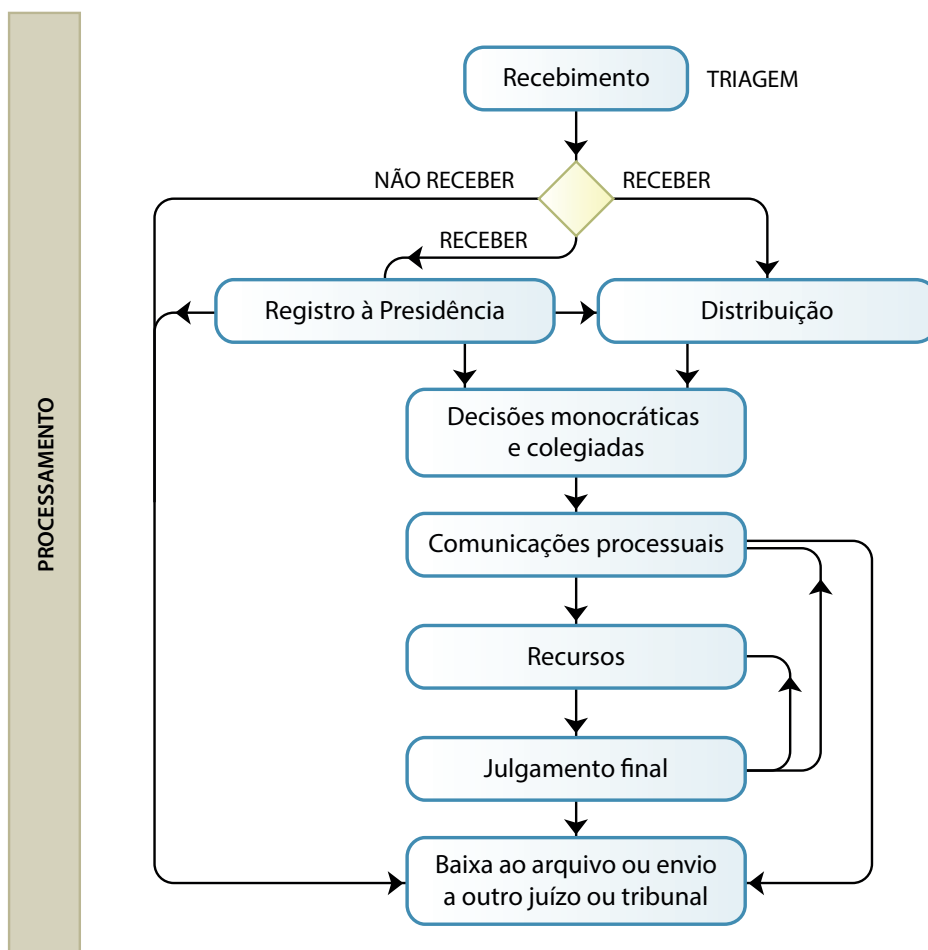 Recebimento
TRIAGEM
NÃO RECEBER
RECEBER
RECEBER
Registro à Presidência
Distribuição
Decisões monocráticas
e colegiadas
Comunicações processuais
Recursos
Julgamento final
Baixa ao arquivo ou envio
a outro juízo ou tribunal
PROCESSAMENTO